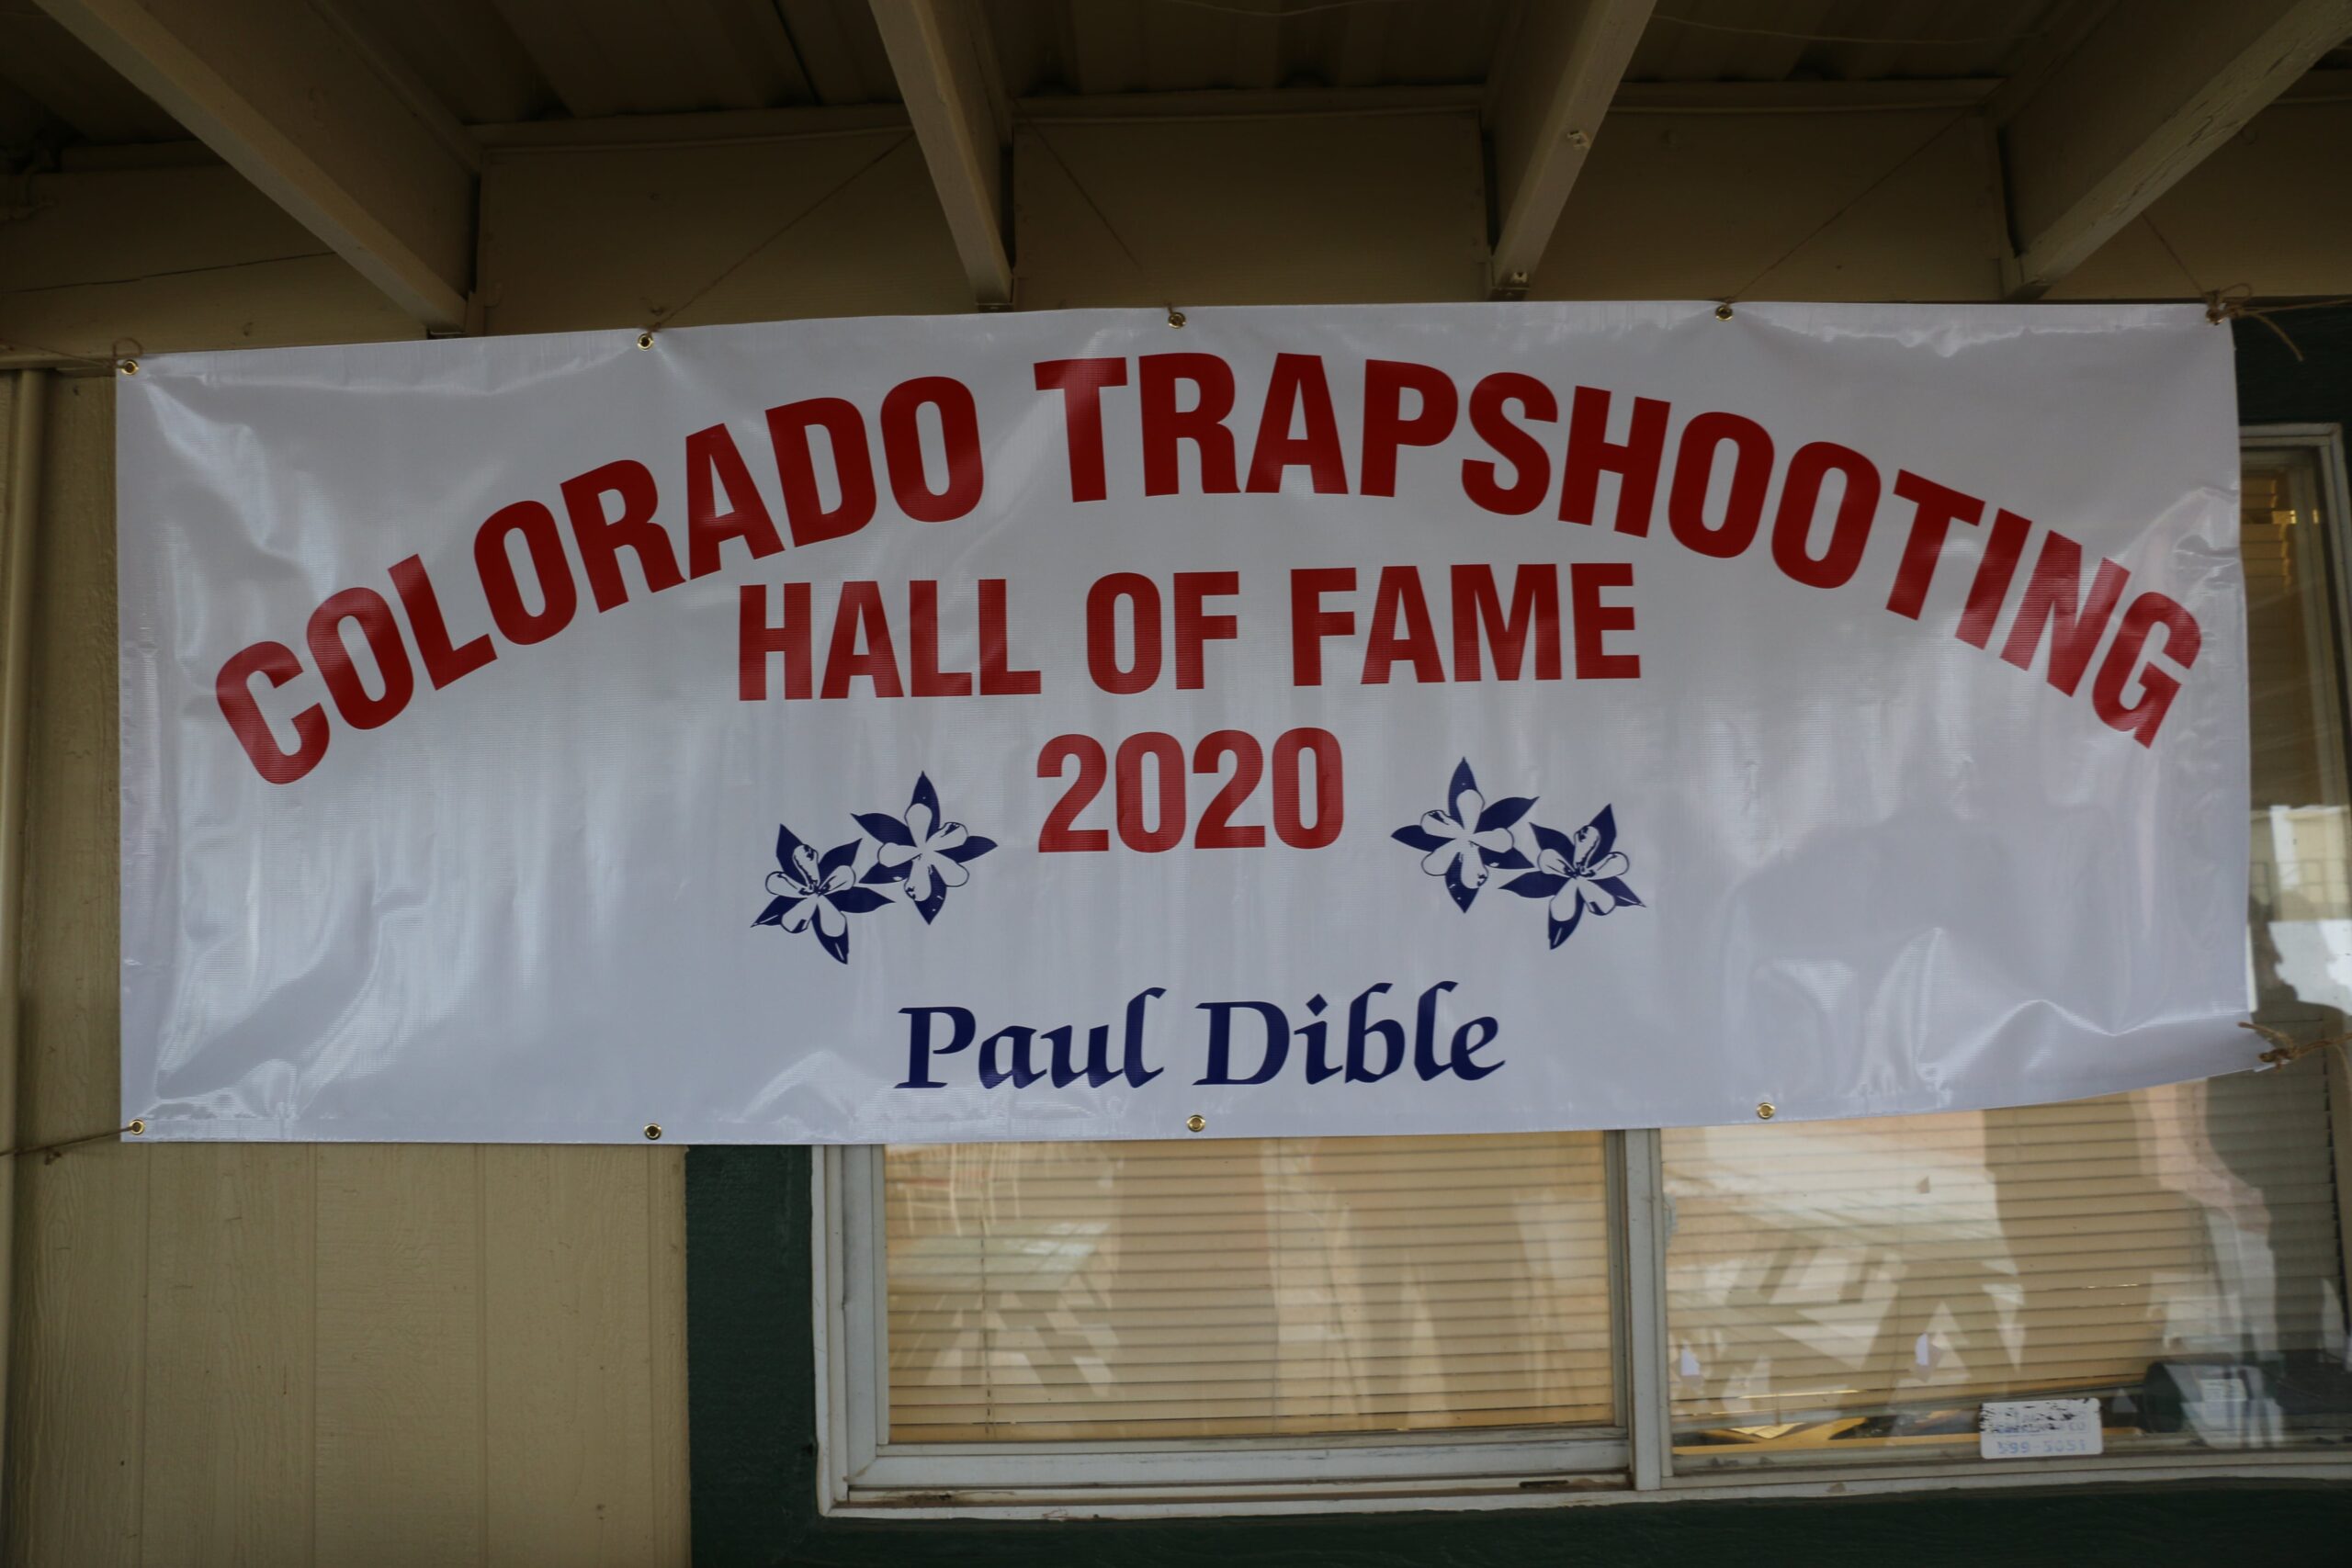 COLORADO TRAPSHOOTING
HALL OF FAME
2020
Paul Dible